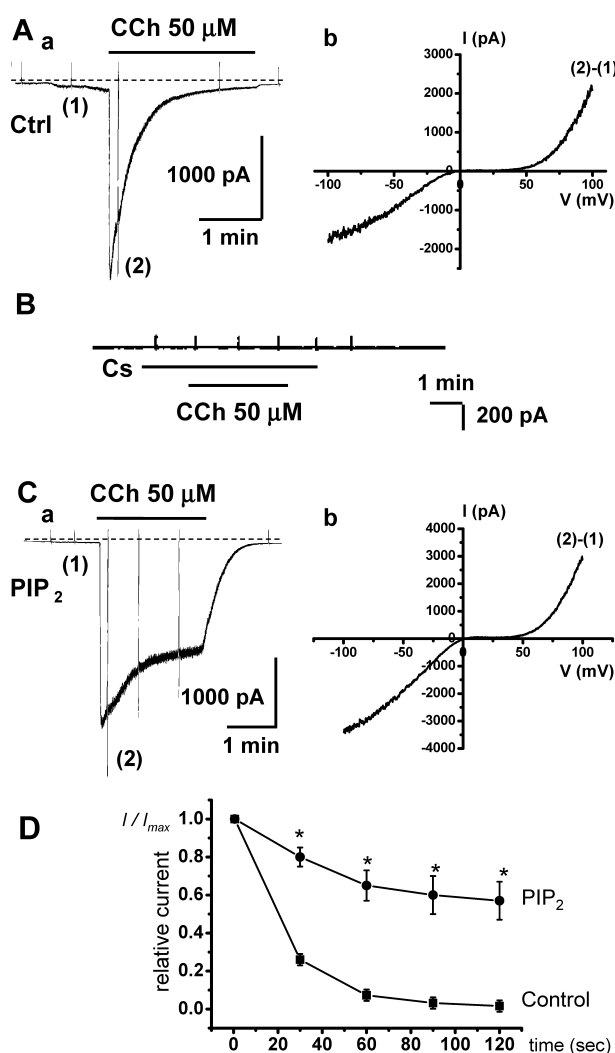 A
a
CCh 50 µM
(1)
Ctrl
1000 pA
1 min
(2)
b
I (pA)
(2)-(1)
3000
2000
1000
0
-1000
-2000
-100 -50 0 50 100
V (mV)
B
Cs
CCh 50 µM
1 min
200 pA
C
a
CCh 50 µM
(1)
PIP2
1000 pA
1 min
(2)
b
I (pA)
(2)-(1)
4000
3000
2000
1000
0
-1000
-2000
-3000
-4000
-100 -50 0 50 100
V (mV)
D
I / Imax
relative current
1.0
0.8
0.6
0.4
0.2
0.0
* * * *
PIP2
Control
0 20 40 60 80 100 120 time (sec)